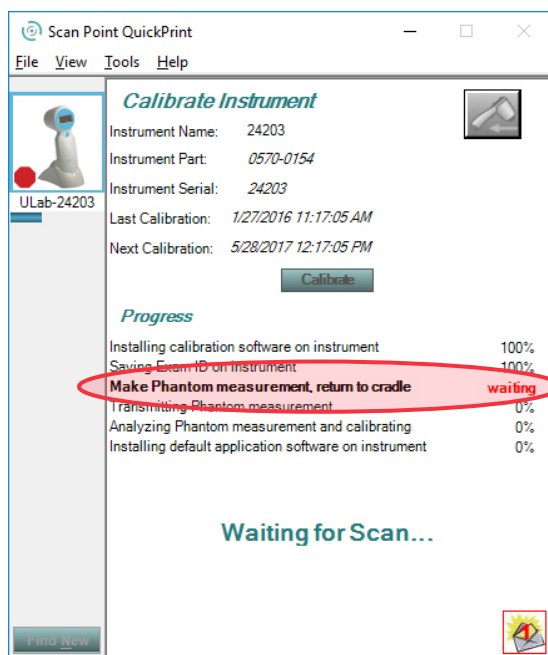 Scan Point QuickPrint
File View Tools Help
Calibrate Instrument
Instrument Name: 24203
Instrument Part: 0570-0154
Instrument Serial: 24203
ULab-24203
Last Calibration: 1/27/2016 11:17:05 AM
Next Calibration: 5/28/2017 12:17:05 PM
Calibrate
Progress
Installing calibration software on instrument 100%
Saving Exam ID on instrument 100%
Make Phantom measurement, return to cradle waiting
Transmitting Phantom measurement 0%
Analyzing Phantom measurement and calibrating 0%
Installing default application software on instrument 0%
Waiting for Scan...
Find New
1